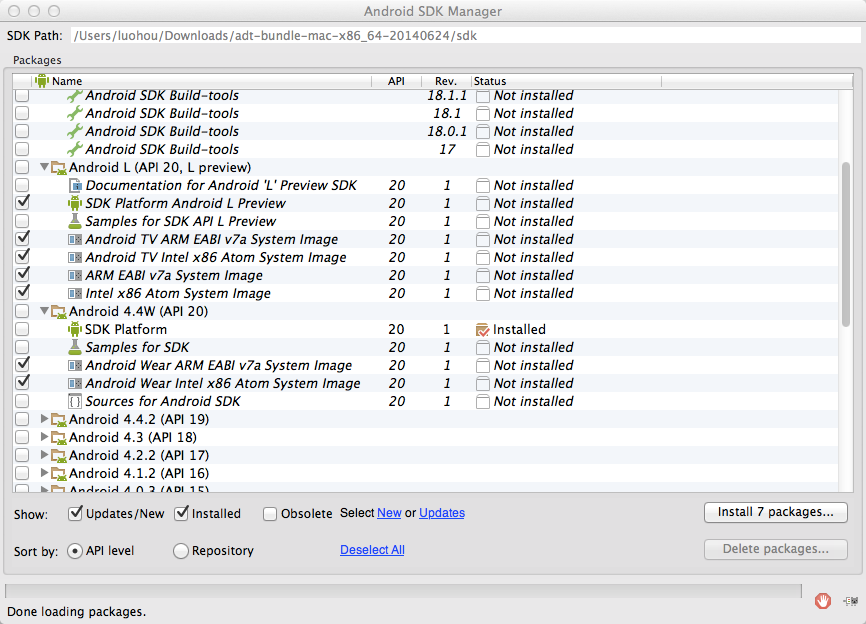 Android SDK Manager
SDK Path: /Users/luohou/Downloads/adt-bundle-mac-x86_64-20140624/sdk
Packages
Name API Rev. Status
Android SDK Build-tools 18.1.1 Not installed
Android SDK Build-tools 18.1 Not installed
Android SDK Build-tools 18.0.1 Not installed
Android SDK Build-tools 17 Not installed
Android L (API 20, L preview)
Documentation for Android 'L' Preview SDK 20 1 Not installed
SDK Platform Android L Preview 20 1 Not installed
Samples for SDK API L Preview 20 1 Not installed
Android TV ARM EABI v7a System Image 20 1 Not installed
Android TV Intel x86 Atom System Image 20 1 Not installed
ARM EABI v7a System Image 20 1 Not installed
Intel x86 Atom System Image 20 1 Not installed
Android 4.4W (API 20)
SDK Platform 20 1 Installed
Samples for SDK 20 1 Not installed
Android Wear ARM EABI v7a System Image 20 1 Not installed
Android Wear Intel x86 Atom System Image 20 1 Not installed
Sources for Android SDK 20 1 Not installed
Android 4.4.2 (API 19)
Android 4.3 (API 18)
Android 4.2.2 (API 17)
Android 4.1.2 (API 16)
Android 4.0.3 (API 15)
Show: Updates/New Installed Obsolete Select New or Updates Install 7 packages...
Sort by: API level Repository Deselect All Delete packages...
Done loading packages.